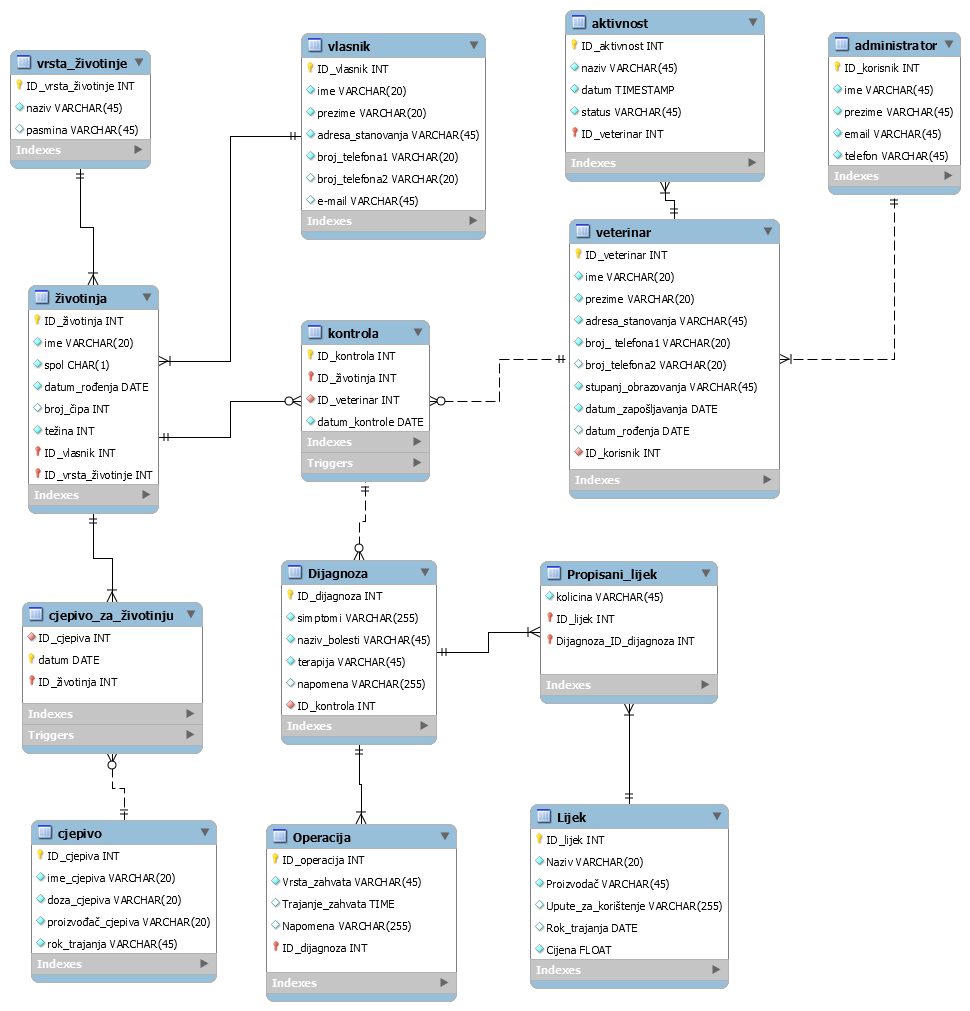 vrsta_životinje
ID_vrsta_životinje INT
naziv VARCHAR(45)
pasmina VARCHAR(45)
Indexes
vlasnik
ID_vlasnik INT
ime VARCHAR(20)
prezime VARCHAR(20)
adresa_stanovanja VARCHAR(45)
broj_telefona1 VARCHAR(20)
broj_telefona2 VARCHAR(20)
e-mail VARCHAR(45)
Indexes
aktivnost
ID_aktivnost INT
naziv VARCHAR(45)
datum TIMESTAMP
status VARCHAR(45)
ID_veterinar INT
Indexes
administrator
ID_korisnik INT
ime VARCHAR(45)
prezime VARCHAR(45)
email VARCHAR(45)
telefon VARCHAR(45)
Indexes
veterinar
ID_veterinar INT
ime VARCHAR(20)
prezime VARCHAR(20)
adresa_stanovanja VARCHAR(45)
broj_ telefona1 VARCHAR(20)
broj_telefona2 VARCHAR(20)
stupanj_obrazovanja VARCHAR(45)
datum_zapošljavanja DATE
datum_rođenja DATE
ID_korisnik INT
Indexes
životinja
ID_životinja INT
ime VARCHAR(20)
spol CHAR(1)
datum_rođenja DATE
broj_čipa INT
težina INT
ID_vlasnik INT
ID_vrsta_životinje INT
Indexes
kontrola
ID_kontrola INT
ID_životinja INT
ID_veterinar INT
datum_kontrole DATE
Indexes
Triggers
Dijagnoza
ID_dijagnoza INT
simptomi VARCHAR(255)
naziv_bolesti VARCHAR(45)
terapija VARCHAR(45)
napomena VARCHAR(255)
ID_kontrola INT
Indexes
Propisani_lijek
kolicina VARCHAR(45)
ID_lijek INT
Dijagnoza_ID_dijagnoza INT
Indexes
cjepivo_za_životinju
ID_cjepiva INT
datum DATE
ID_životinja INT
Indexes
Triggers
cjepivo
ID_cjepiva INT
ime_cjepiva VARCHAR(20)
doza_cjepiva VARCHAR(20)
proizvođač_cjepiva VARCHAR(20)
rok_trajanja VARCHAR(45)
Indexes
Operacija
ID_operacija INT
Vrsta_zahvata VARCHAR(45)
Trajanje_zahvata TIME
Napomena VARCHAR(255)
ID_dijagnoza INT
Indexes
Lijek
ID_lijek INT
Naziv VARCHAR(20)
Proizvodač VARCHAR(45)
Upute_za_korištenje VARCHAR(255)
Rok_trajanja DATE
Cijena FLOAT
Indexes